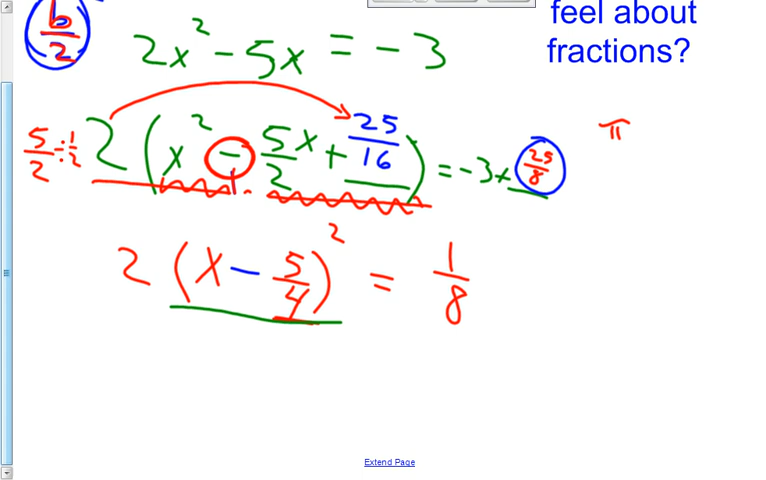 feel about
fractions?
b/2
2x² - 5x = -3
5/2 ÷ 1/2
2(x² - 5/2 x + 25/16) = -3 + 25/8
π
2(x - 5/4)² = 1/8
Extend Page